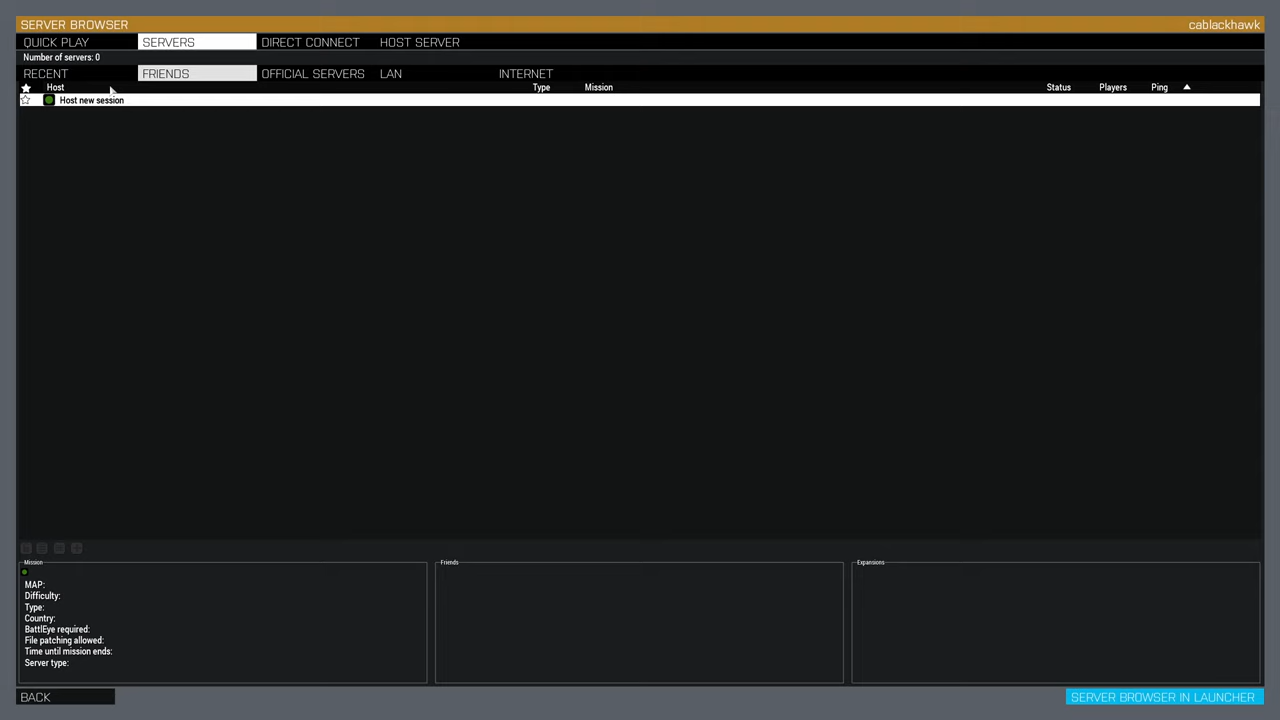 SERVER BROWSER cablackhawk
QUICK PLAY SERVERS DIRECT CONNECT HOST SERVER
Number of servers: 0
RECENT FRIENDS OFFICIAL SERVERS LAN INTERNET
Host Type Mission Status Players Ping
Host new session
Mission Friends Expansions
MAP:
Difficulty:
Type:
Country:
BattlEye required:
File patching allowed:
Time until mission ends:
Server type:
BACK SERVER BROWSER IN LAUNCHER